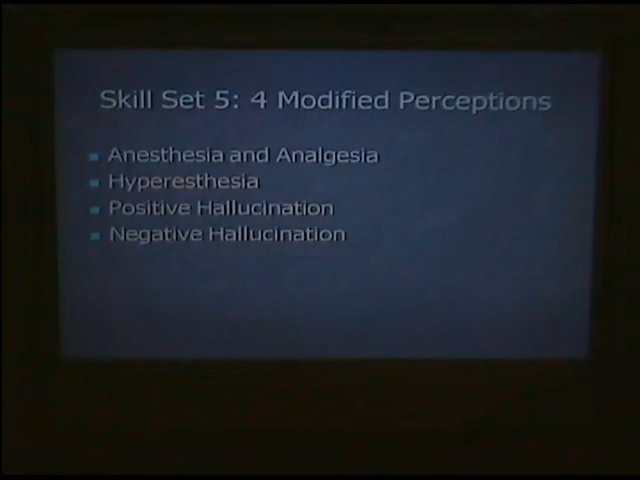 Skill Set 5: 4 Modified Perceptions
Anesthesia and Analgesia
Hyperesthesia
Positive Hallucination
Negative Hallucination